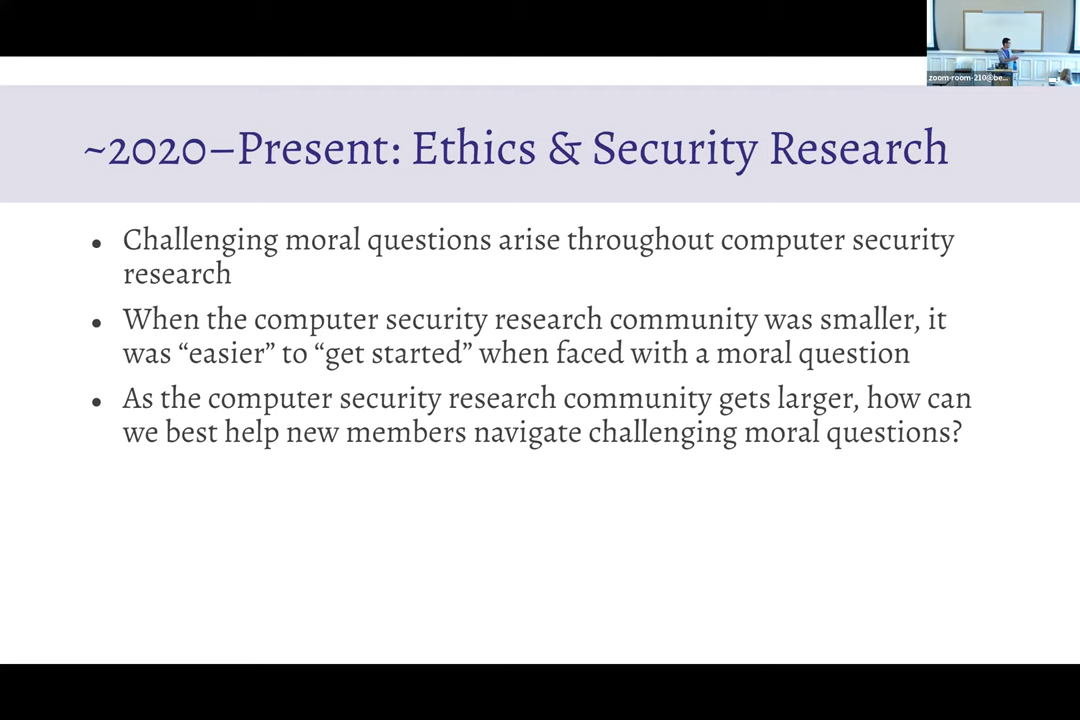 zoom-room-210@be...
~2020–Present: Ethics & Security Research
• Challenging moral questions arise throughout computer security
research
• When the computer security research community was smaller, it
was “easier” to “get started” when faced with a moral question
• As the computer security research community gets larger, how can
we best help new members navigate challenging moral questions?